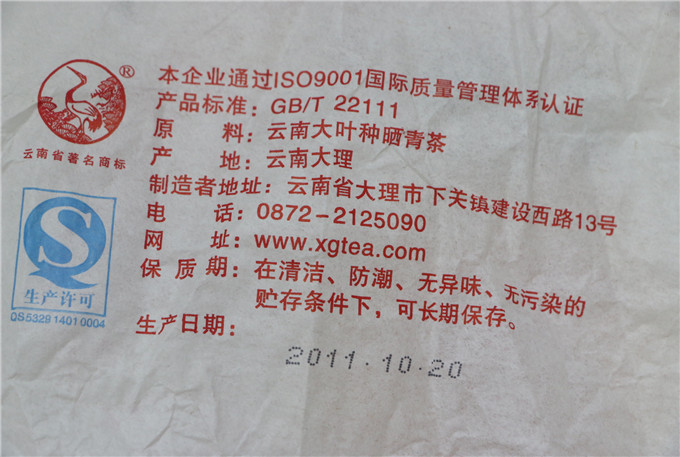 本企业通过ISO9001国际质量管理体系认证
产品标准：GB/T 22111
原　　料：云南大叶种晒青茶
产　　地：云南大理
制造者地址：云南省大理市下关镇建设西路13号
电　　话：0872-2125090
网　　址：www.xgtea.com
保 质 期：在清洁、防潮、无异味、无污染的
贮存条件下，可长期保存。
生产日期：
2011.10.20
®
云南省著名商标
生产许可
QS5329 1401 0004